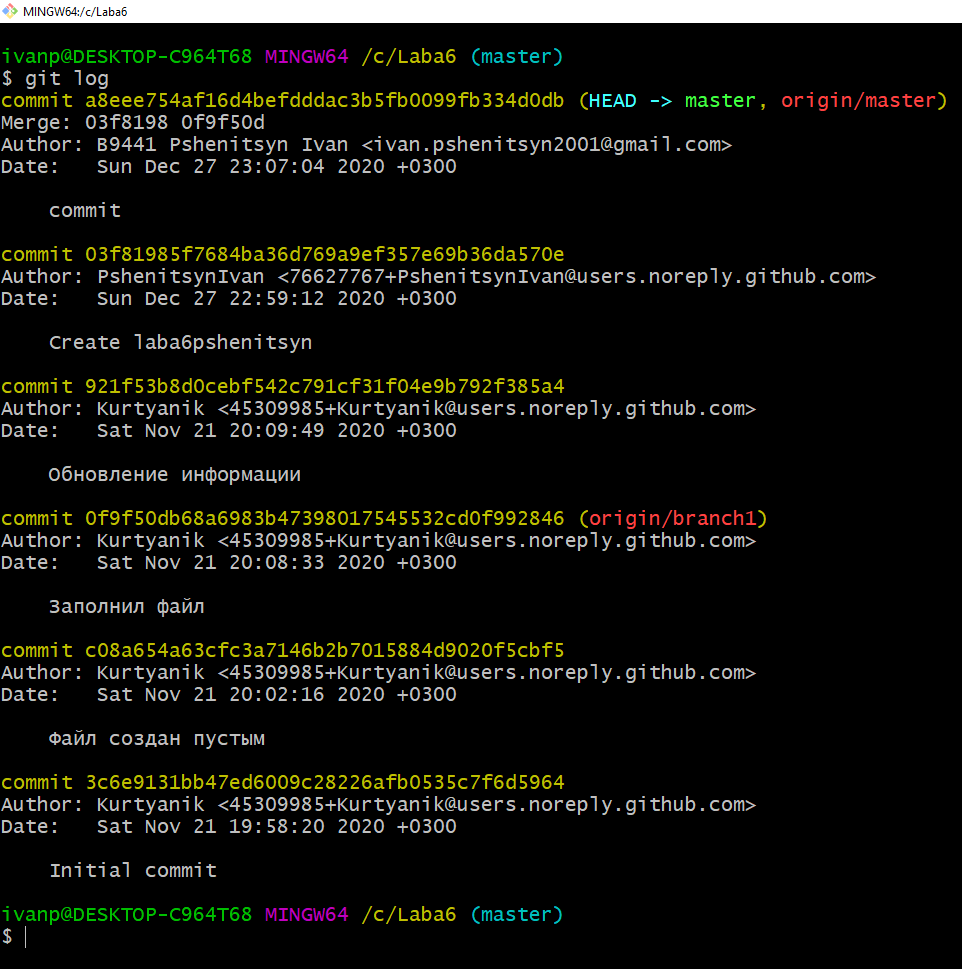 MINGW64:/c/Laba6
ivanp@DESKTOP-C964T68 MINGW64 /c/Laba6 (master)
$ git log
commit a8eee754af16d4befdddac3b5fb0099fb334d0db (HEAD -> master, origin/master)
Merge: 03f8198 0f9f50d
Author: B9441 Pshenitsyn Ivan <ivan.pshenitsyn2001@gmail.com>
Date:   Sun Dec 27 23:07:04 2020 +0300
commit
commit 03f81985f7684ba36d769a9ef357e69b36da570e
Author: PshenitsynIvan <76627767+PshenitsynIvan@users.noreply.github.com>
Date:   Sun Dec 27 22:59:12 2020 +0300
Create laba6pshenitsyn
commit 921f53b8d0cebf542c791cf31f04e9b792f385a4
Author: Kurtyanik <45309985+Kurtyanik@users.noreply.github.com>
Date:   Sat Nov 21 20:09:49 2020 +0300
Обновление информации
commit 0f9f50db68a6983b47398017545532cd0f992846 (origin/branch1)
Author: Kurtyanik <45309985+Kurtyanik@users.noreply.github.com>
Date:   Sat Nov 21 20:08:33 2020 +0300
Заполнил файл
commit c08a654a63cfc3a7146b2b7015884d9020f5cbf5
Author: Kurtyanik <45309985+Kurtyanik@users.noreply.github.com>
Date:   Sat Nov 21 20:02:16 2020 +0300
Файл создан пустым
commit 3c6e9131bb47ed6009c28226afb0535c7f6d5964
Author: Kurtyanik <45309985+Kurtyanik@users.noreply.github.com>
Date:   Sat Nov 21 19:58:20 2020 +0300
Initial commit
ivanp@DESKTOP-C964T68 MINGW64 /c/Laba6 (master)
$